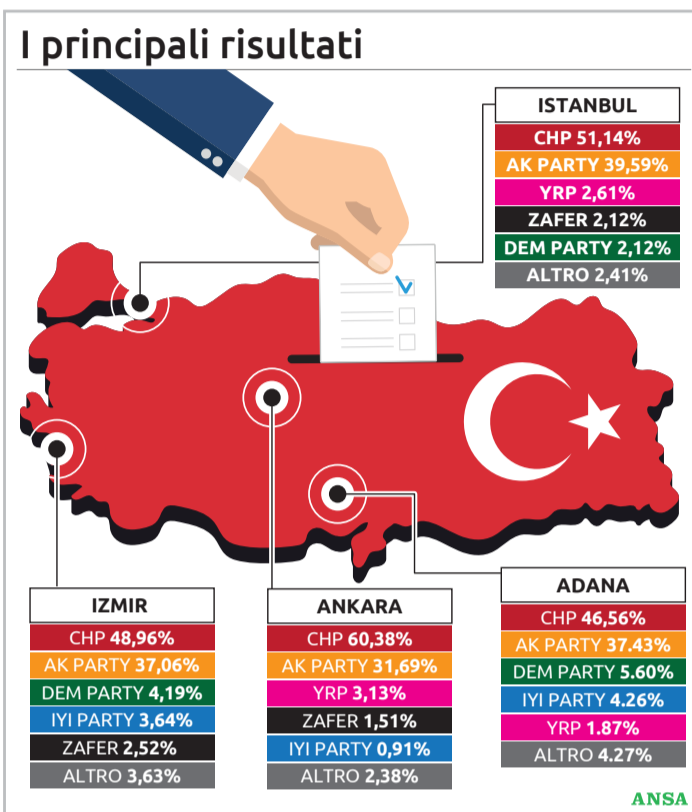 I principali risultati
ISTANBUL
CHP 51,14%
AK PARTY 39,59%
YRP 2,61%
ZAFER 2,12%
DEM PARTY 2,12%
ALTRO 2,41%
IZMIR
CHP 48,96%
AK PARTY 37,06%
DEM PARTY 4,19%
IYI PARTY 3,64%
ZAFER 2,52%
ALTRO 3,63%
ANKARA
CHP 60,38%
AK PARTY 31,69%
YRP 3,13%
ZAFER 1,51%
IYI PARTY 0,91%
ALTRO 2,38%
ADANA
CHP 46,56%
AK PARTY 37.43%
DEM PARTY 5.60%
IYI PARTY 4.26%
YRP 1.87%
ALTRO 4.27%
ANSA